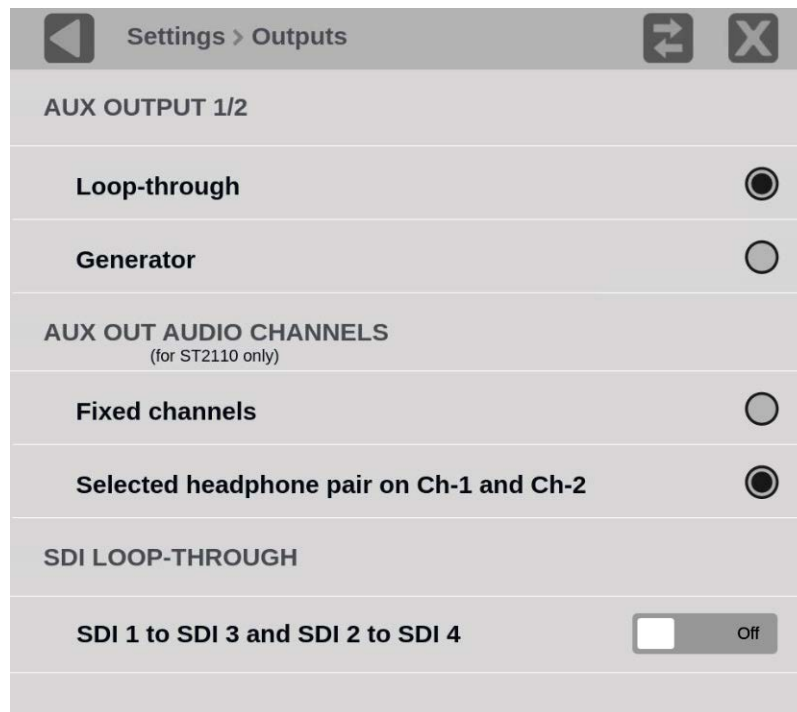 Settings > Outputs
X
AUX OUTPUT 1/2
Loop-through
Generator
AUX OUT AUDIO CHANNELS
(for ST2110 only)
Fixed channels
Selected headphone pair on Ch-1 and Ch-2
SDI LOOP-THROUGH
SDI 1 to SDI 3 and SDI 2 to SDI 4
Off